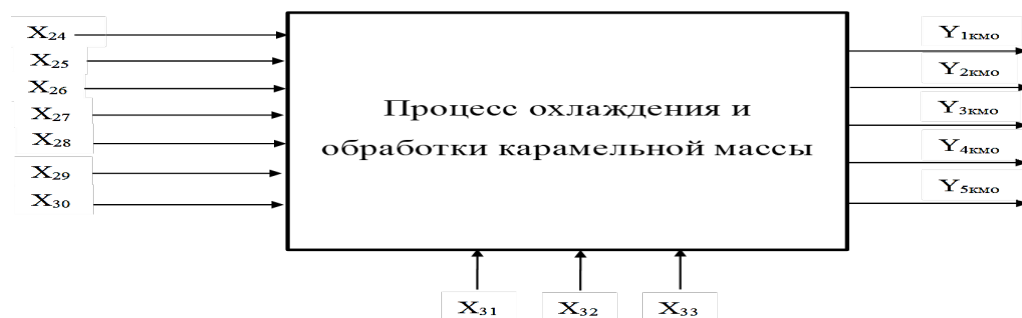 X₂₄
X₂₅
X₂₆
X₂₇
X₂₈
X₂₉
X₃₀
Процесс охлаждения и
обработки карамельной массы
Y₁кмо
Y₂кмо
Y₃кмо
Y₄кмо
Y₅кмо
X₃₁ X₃₂ X₃₃